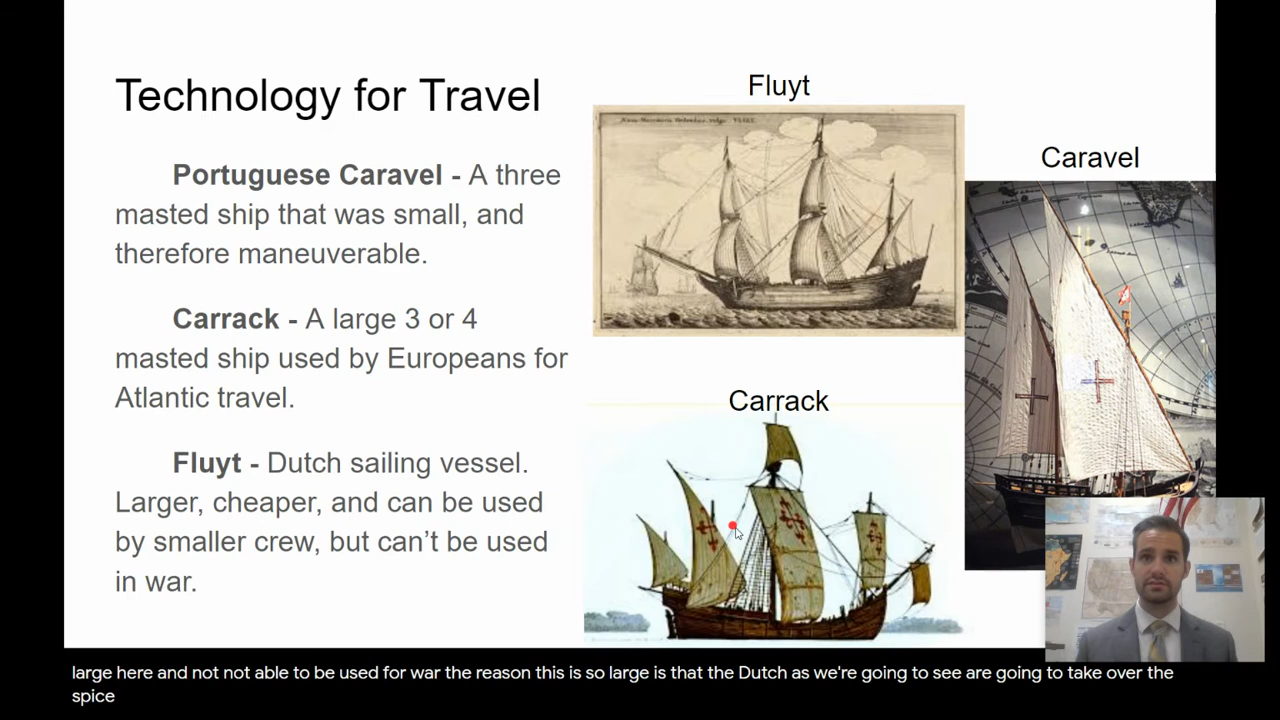 Technology for Travel
Portuguese Caravel - A three
masted ship that was small, and
therefore maneuverable.
Carrack - A large 3 or 4
masted ship used by Europeans for
Atlantic travel.
Fluyt - Dutch sailing vessel.
Larger, cheaper, and can be used
by smaller crew, but can’t be used
in war.
Fluyt
Caravel
Carrack
large here and not not able to be used for war the reason this is so large is that the Dutch as we're going to see are going to take over the
spice